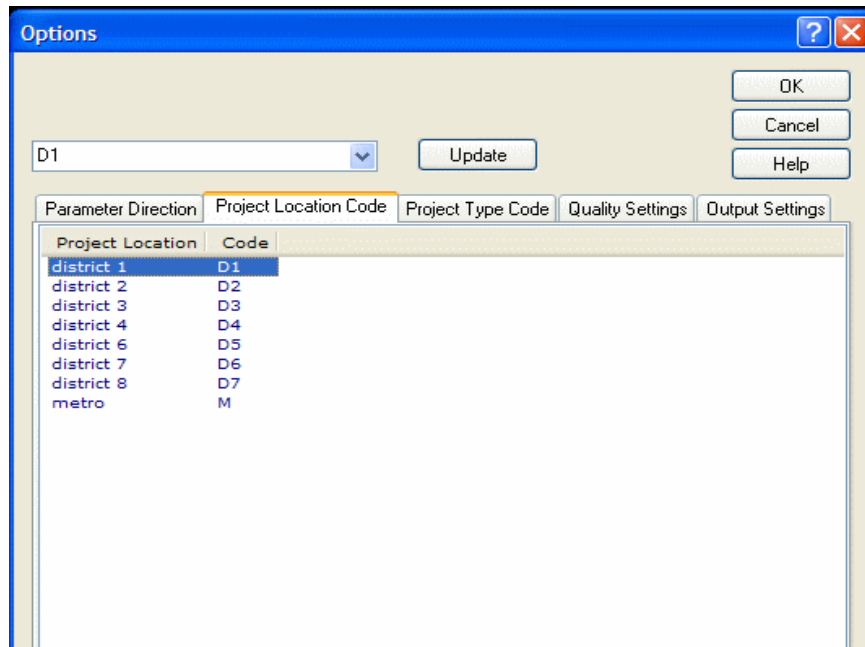 Options
OK
Cancel
D1 Update Help
Parameter Direction Project Location Code Project Type Code Quality Settings Output Settings
Project Location Code
district 1 D1
district 2 D2
district 3 D3
district 4 D4
district 6 D5
district 7 D6
district 8 D7
metro M